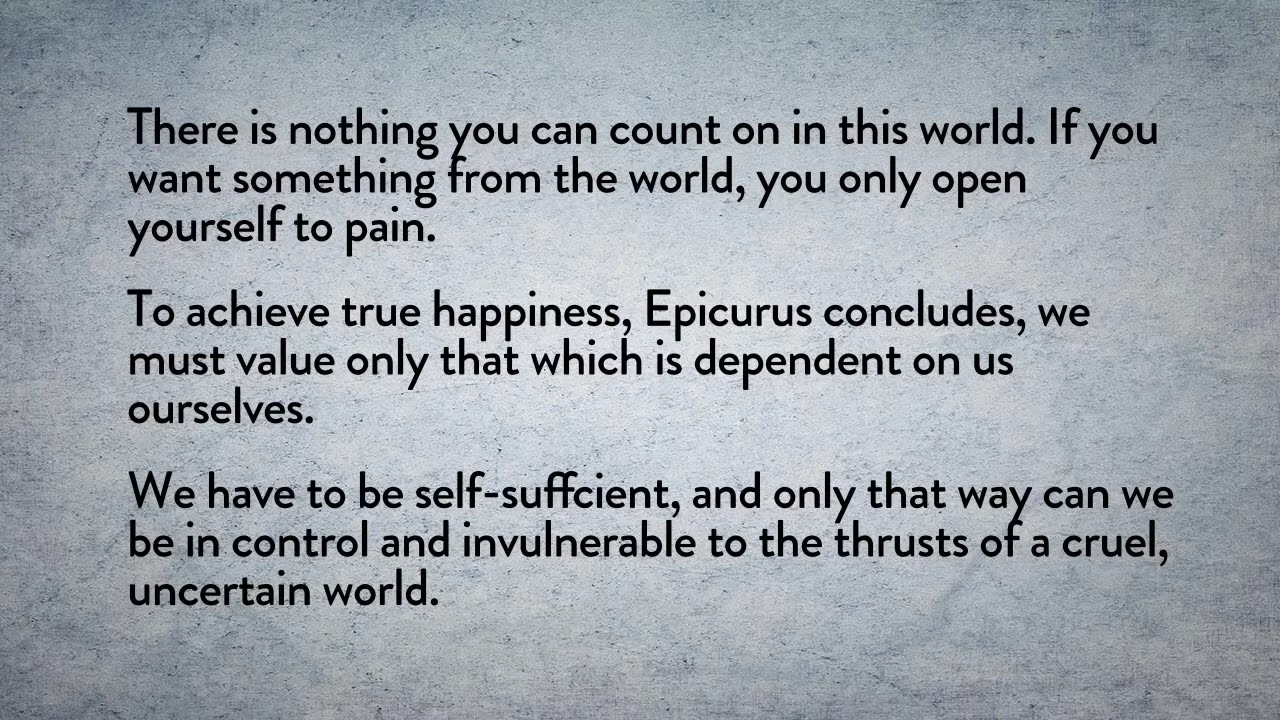 There is nothing you can count on in this world. If you
want something from the world, you only open
yourself to pain.
To achieve true happiness, Epicurus concludes, we
must value only that which is dependent on us
ourselves.
We have to be self-suffcient, and only that way can we
be in control and invulnerable to the thrusts of a cruel,
uncertain world.